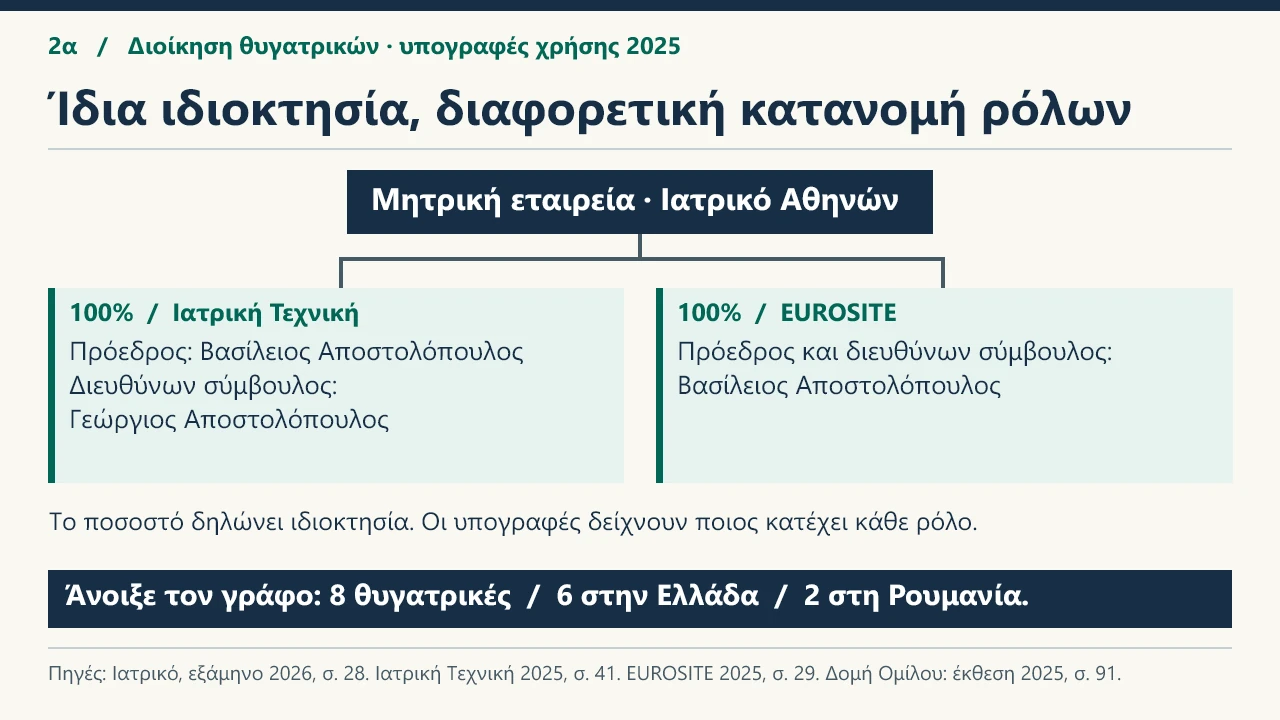 2α / Διοίκηση θυγατρικών · υπογραφές χρήσης 2025
Ίδια ιδιοκτησία, διαφορετική κατανομή ρόλων
Μητρική εταιρεία · Ιατρικό Αθηνών
100% / Ιατρική Τεχνική
Πρόεδρος: Βασίλειος Αποστολόπουλος
Διευθύνων σύμβουλος:
Γεώργιος Αποστολόπουλος
100% / EUROSITE
Πρόεδρος και διευθύνων σύμβουλος:
Βασίλειος Αποστολόπουλος
Το ποσοστό δηλώνει ιδιοκτησία. Οι υπογραφές δείχνουν ποιος κατέχει κάθε ρόλο.
Άνοιξε τον γράφο: 8 θυγατρικές / 6 στην Ελλάδα / 2 στη Ρουμανία.
Πηγές: Ιατρικό, εξάμηνο 2026, σ. 28. Ιατρική Τεχνική 2025, σ. 41. EUROSITE 2025, σ. 29. Δομή Ομίλου: έκθεση 2025, σ. 91.